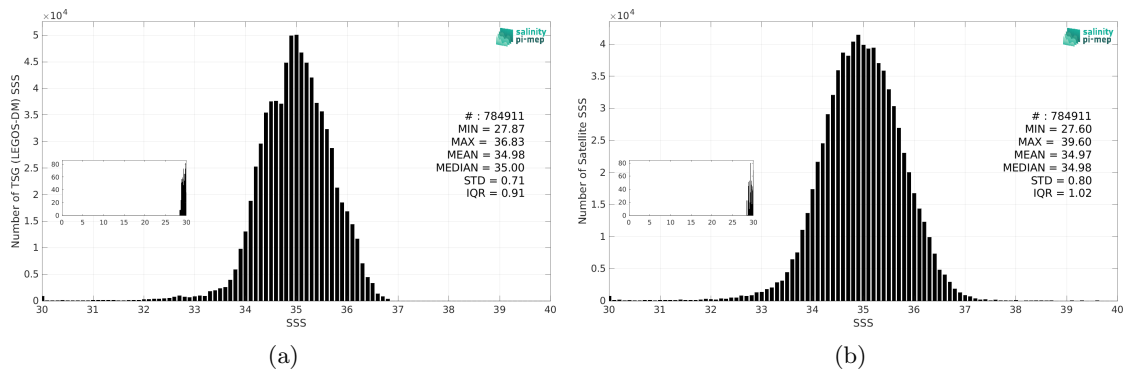 ×10⁴
5
4.5
4
3.5
3
2.5
2
1.5
1
0.5
0
Number of TSG (LEGOS-DM) SSS
salinity
pi-mep
# : 784911
MIN = 27.87
MAX = 36.83
MEAN = 34.98
MEDIAN = 35.00
STD = 0.71
IQR = 0.91
80
60
40
20
0
0 5 10 15 20 25 30
30 31 32 33 34 35 36 37 38 39 40
SSS
(a)
×10⁴
4
3.5
3
2.5
2
1.5
1
0.5
0
Number of Satellite SSS
salinity
pi-mep
# : 784911
MIN = 27.60
MAX = 39.60
MEAN = 34.97
MEDIAN = 34.98
STD = 0.80
IQR = 1.02
80
60
40
20
0
0 5 10 15 20 25 30
30 31 32 33 34 35 36 37 38 39 40
SSS
(b)